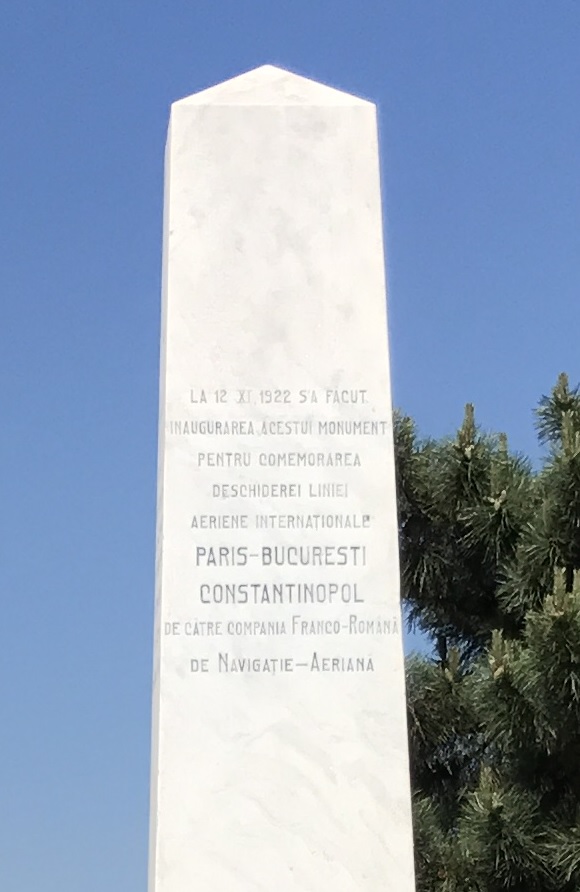 LA 12 XI, 1922 S'A FACUT
INAUGURAREA ACESTUI MONUMENT
PENTRU COMEMORAREA
DESCHIDEREI LINIEI
AERIENE INTERNAȚIONALE
PARIS-BUCURESTI
CONSTANTINOPOL
DE CĂTRE COMPANIA FRANCO-ROMÂNĂ
DE NAVIGAȚIE-AERIANĂ